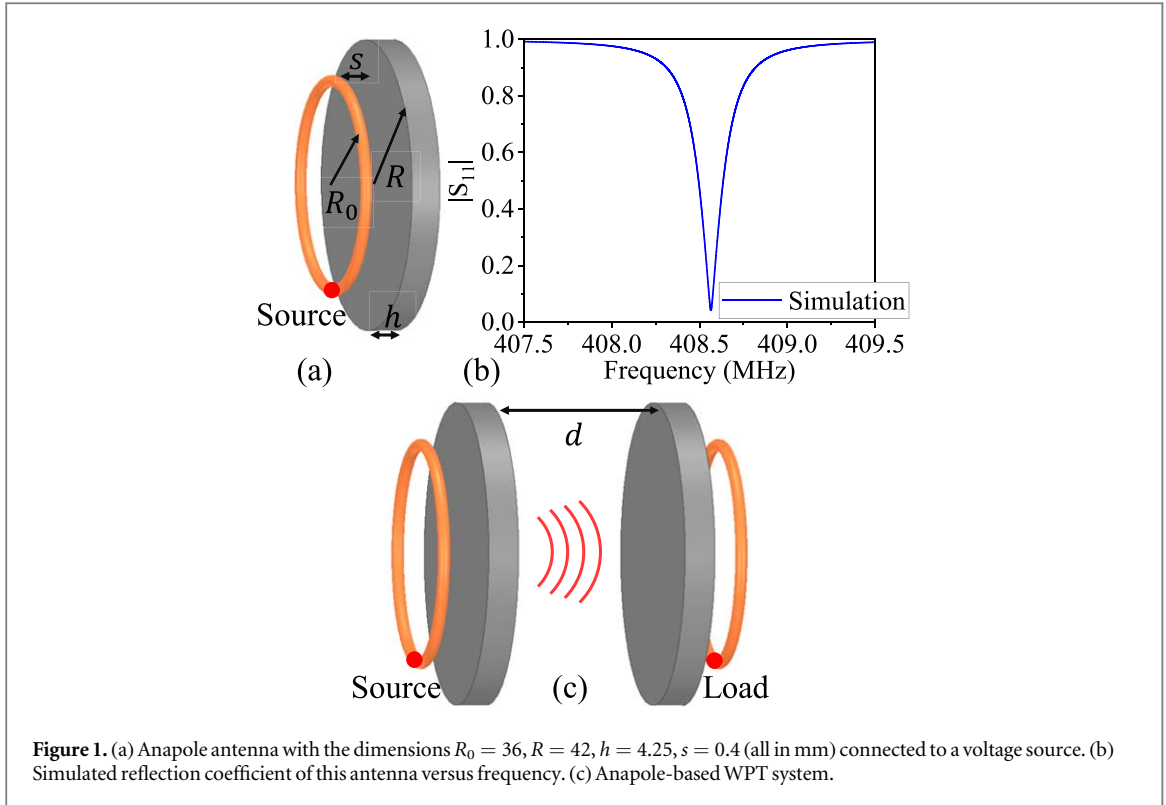 s
R
R0
h
Source
(a)
1.0
0.8
0.6
0.4
0.2
0.0
|S11|
Simulation
407.5 408.0 408.5 409.0 409.5
Frequency (MHz)
(b)
d
Source
(c)
Load
Figure 1. (a) Anapole antenna with the dimensions R0 = 36, R = 42, h = 4.25, s = 0.4 (all in mm) connected to a voltage source. (b)
Simulated reflection coefficient of this antenna versus frequency. (c) Anapole-based WPT system.